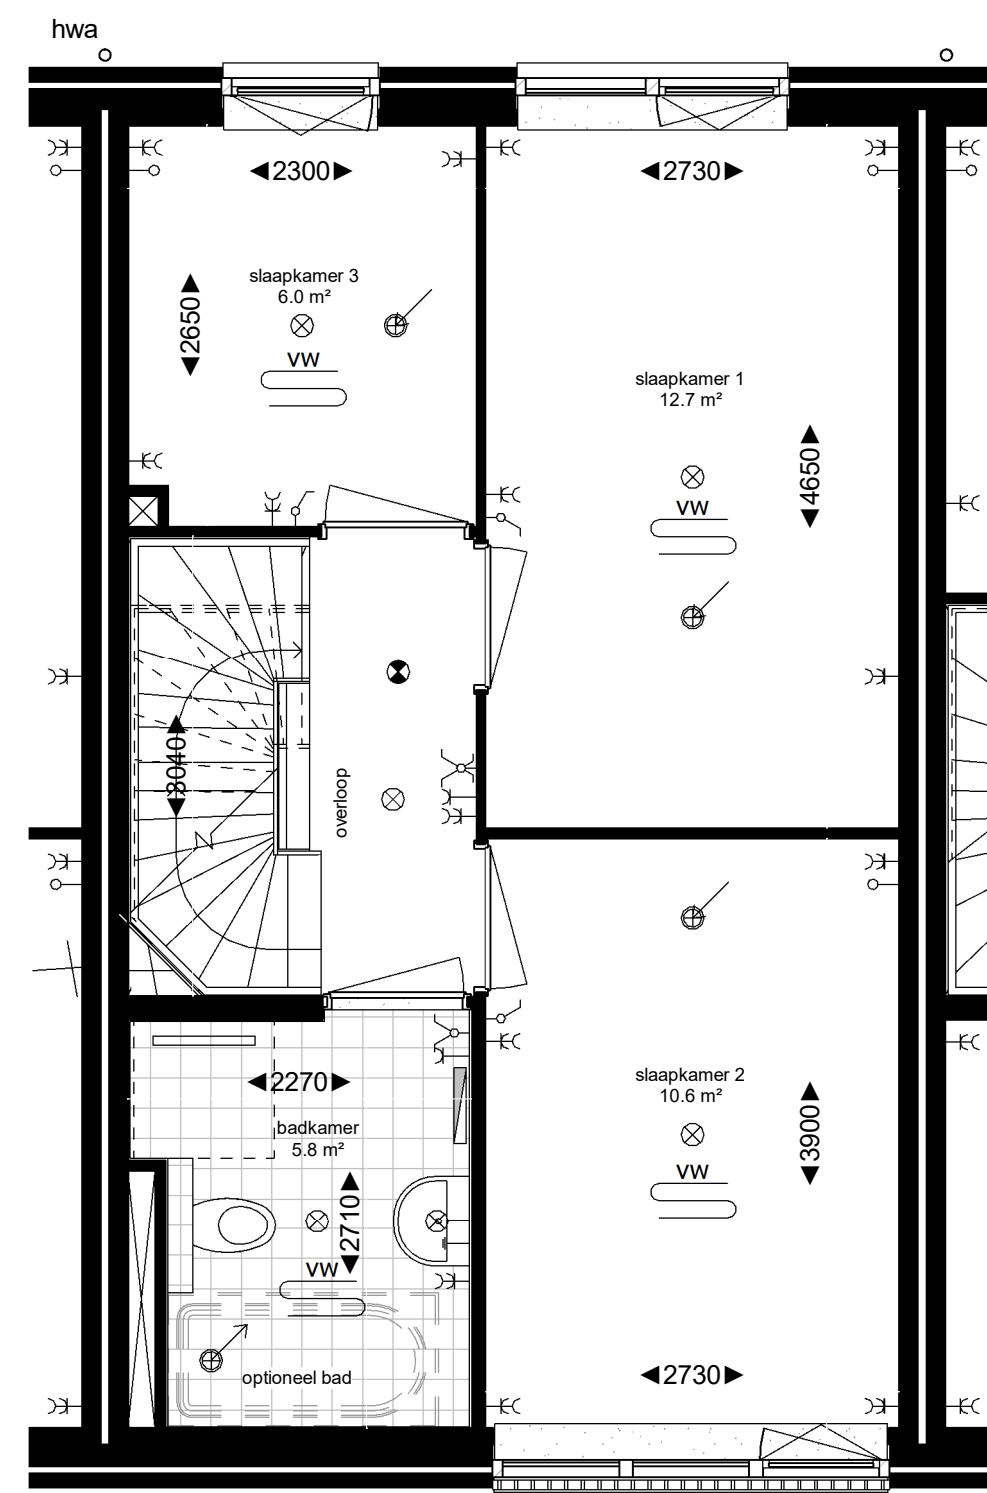 hwa
2300
2730
slaapkamer 3
6.0 m²
2650
vw
slaapkamer 1
12.7 m²
4650
vw
3040
overloop
2270
badkamer
5.8 m²
2710
vw
optioneel bad
slaapkamer 2
10.6 m²
3900
vw
2730